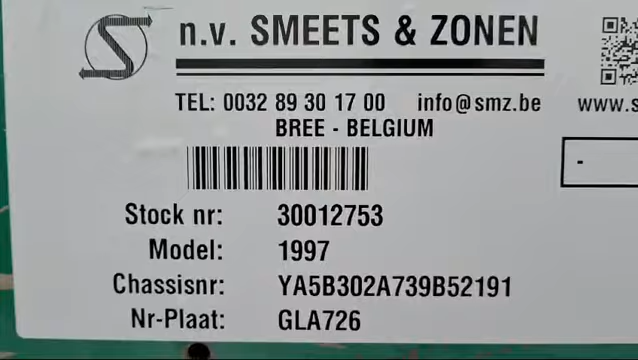 n.v. SMEETS & ZONEN
TEL: 0032 89 30 17 00 info@smz.be www.s
BREE - BELGIUM
-
Stock nr: 30012753
Model: 1997
Chassisnr: YA5B302A739B52191
Nr-Plaat: GLA726